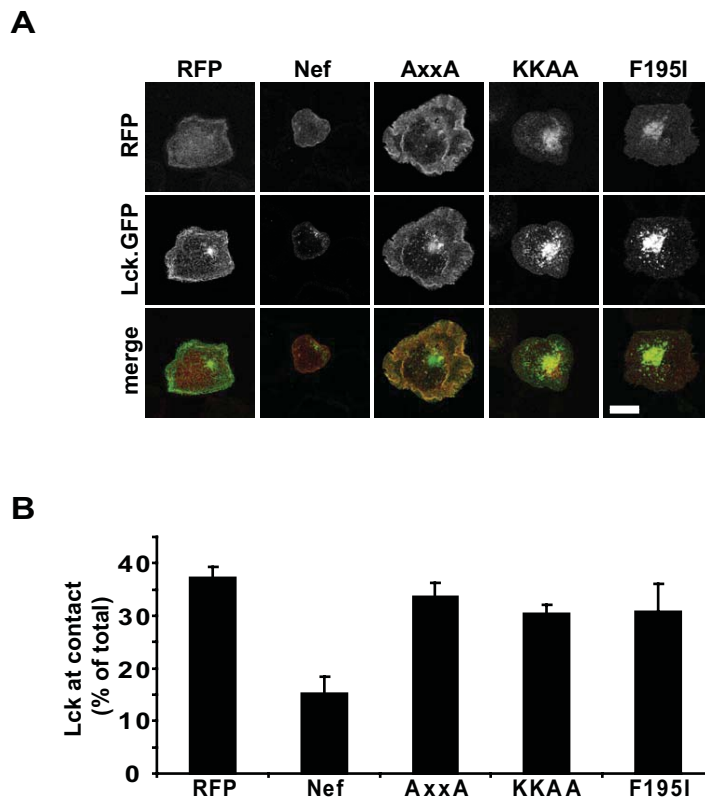 A
RFP Nef AxxA KKAA F195I
RFP
Lck.GFP
merge
B
Lck at contact
(% of total)
40
30
20
10
0
RFP Nef AxxA KKAA F195I